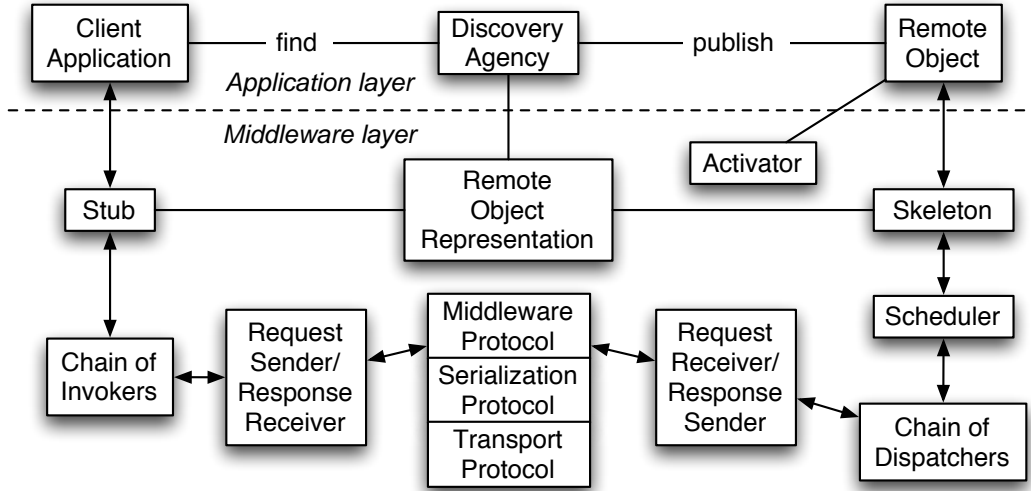 Client
Application
find
Discovery
Agency
publish
Remote
Object
Application layer
Middleware layer
Activator
Stub
Remote
Object
Representation
Skeleton
Scheduler
Chain of
Invokers
Request
Sender/
Response
Receiver
Middleware
Protocol
Serialization
Protocol
Transport
Protocol
Request
Receiver/
Response
Sender
Chain of
Dispatchers